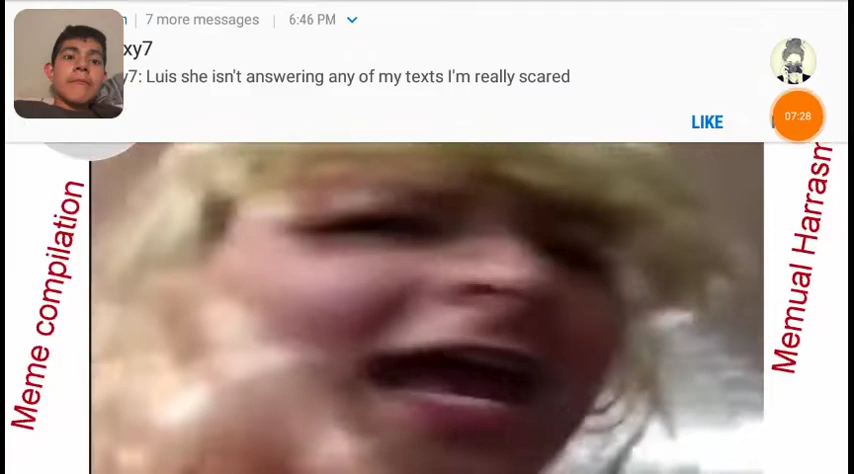 7 more messages | 6:46 PM
xy7
y7: Luis she isn't answering any of my texts I'm really scared
LIKE
07:28
Meme compilation
Memual Harrasm